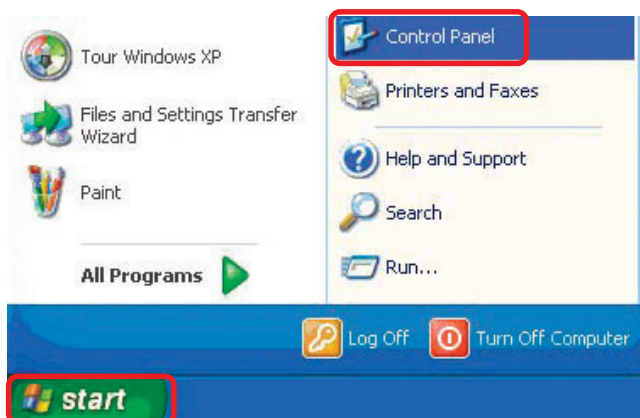 Tour Windows XP
Files and Settings Transfer
Wizard
Paint
All Programs
Control Panel
Printers and Faxes
Help and Support
Search
Run...
Log Off
Turn Off Computer
start